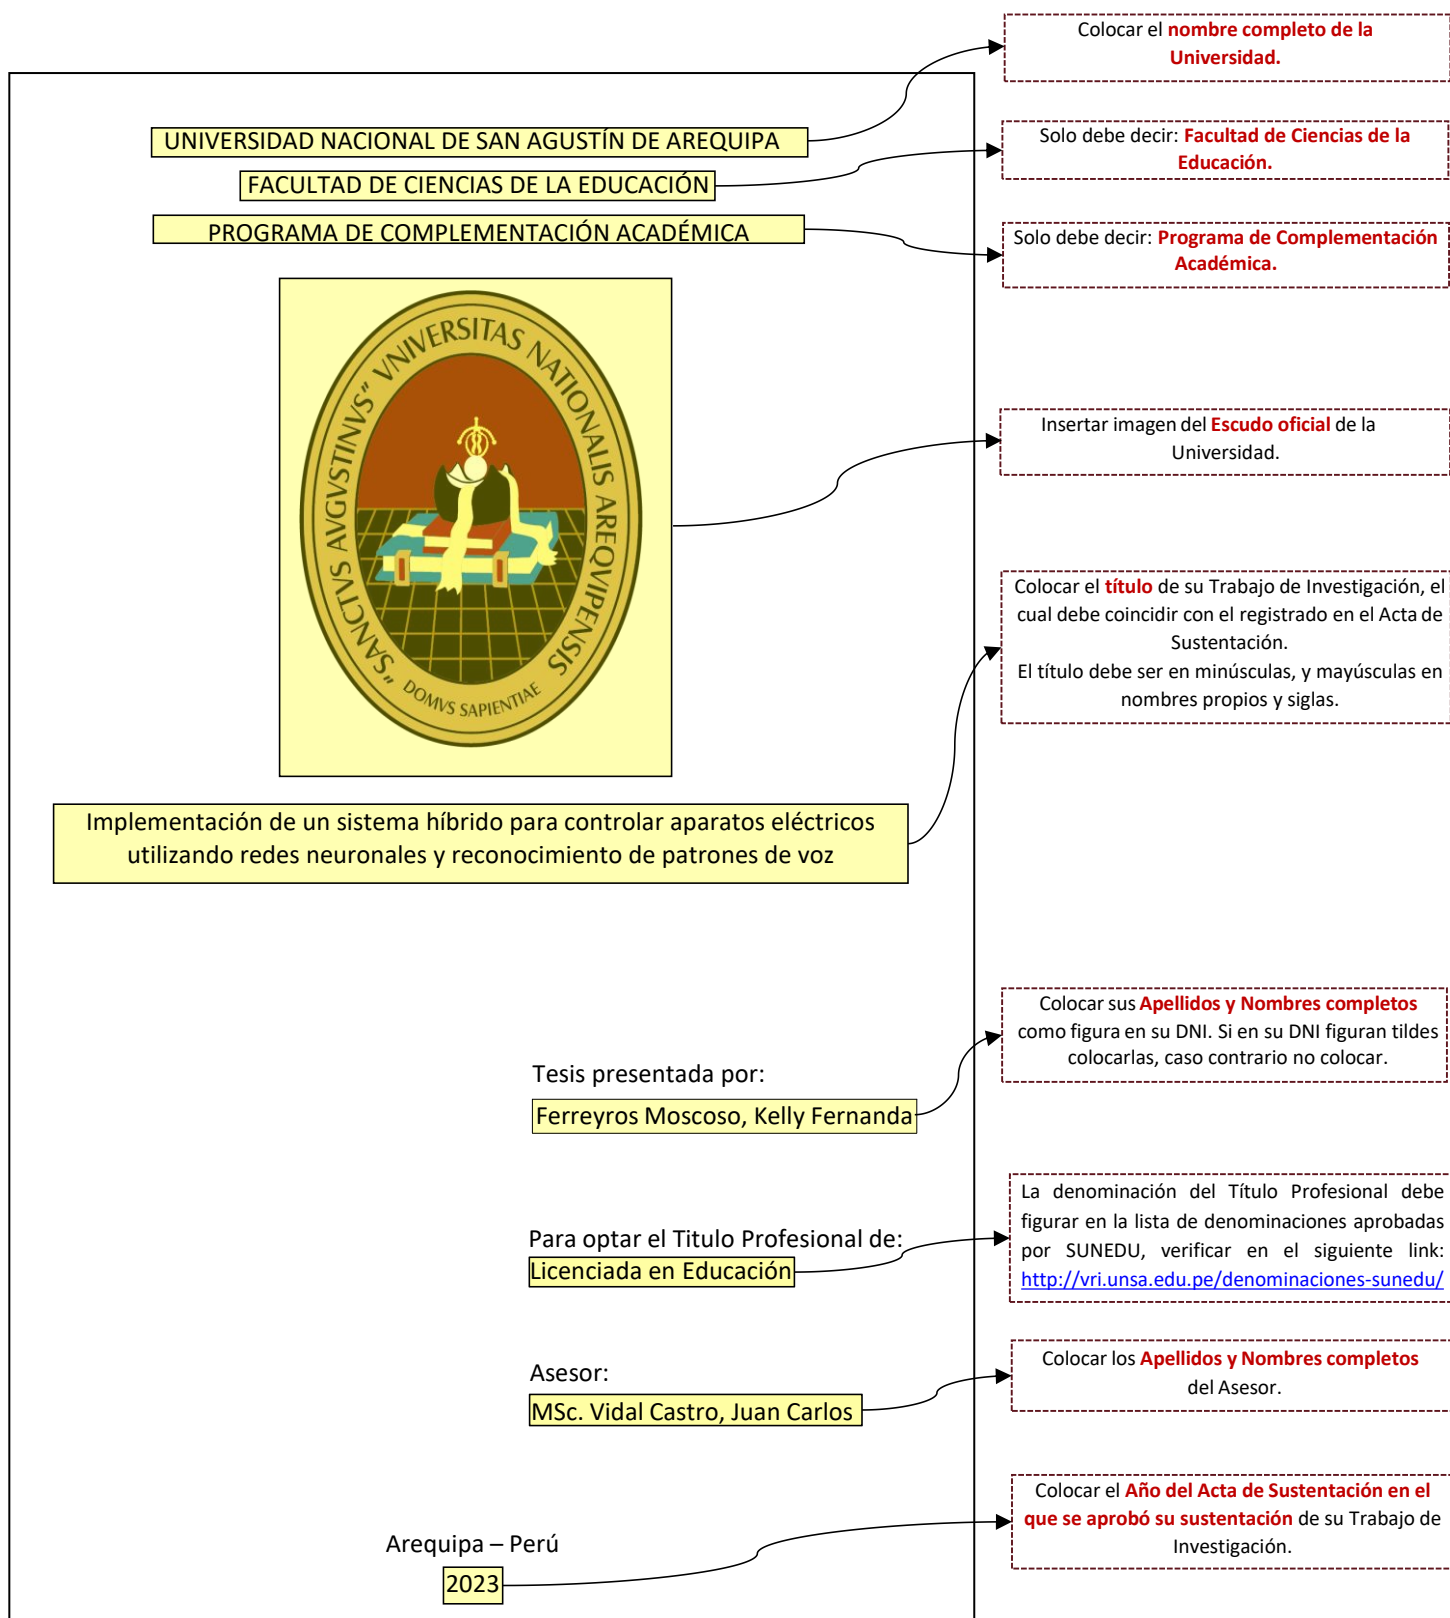 Colocar el nombre completo de la
Universidad.
UNIVERSIDAD NACIONAL DE SAN AGUSTÍN DE AREQUIPA
Solo debe decir: Facultad de Ciencias de la
Educación.
FACULTAD DE CIENCIAS DE LA EDUCACIÓN
PROGRAMA DE COMPLEMENTACIÓN ACADÉMICA
Solo debe decir: Programa de Complementación
Académica.
"SANCTVS AVGVSTINVS" VNIVERSITAS NATIONALIS AREQVIPENSIS
DOMVS SAPIENTIAE
Insertar imagen del Escudo oficial de la
Universidad.
Colocar el título de su Trabajo de Investigación, el
cual debe coincidir con el registrado en el Acta de
Sustentación.
El título debe ser en minúsculas, y mayúsculas en
nombres propios y siglas.
Implementación de un sistema híbrido para controlar aparatos eléctricos
utilizando redes neuronales y reconocimiento de patrones de voz
Colocar sus Apellidos y Nombres completos
como figura en su DNI. Si en su DNI figuran tildes
colocarlas, caso contrario no colocar.
Tesis presentada por:
Ferreyros Moscoso, Kelly Fernanda
La denominación del Título Profesional debe
figurar en la lista de denominaciones aprobadas
por SUNEDU, verificar en el siguiente link:
http://vri.unsa.edu.pe/denominaciones-sunedu/
Para optar el Titulo Profesional de:
Licenciada en Educación
Colocar los Apellidos y Nombres completos
del Asesor.
Asesor:
MSc. Vidal Castro, Juan Carlos
Colocar el Año del Acta de Sustentación en el
que se aprobó su sustentación de su Trabajo de
Investigación.
Arequipa – Perú
2023